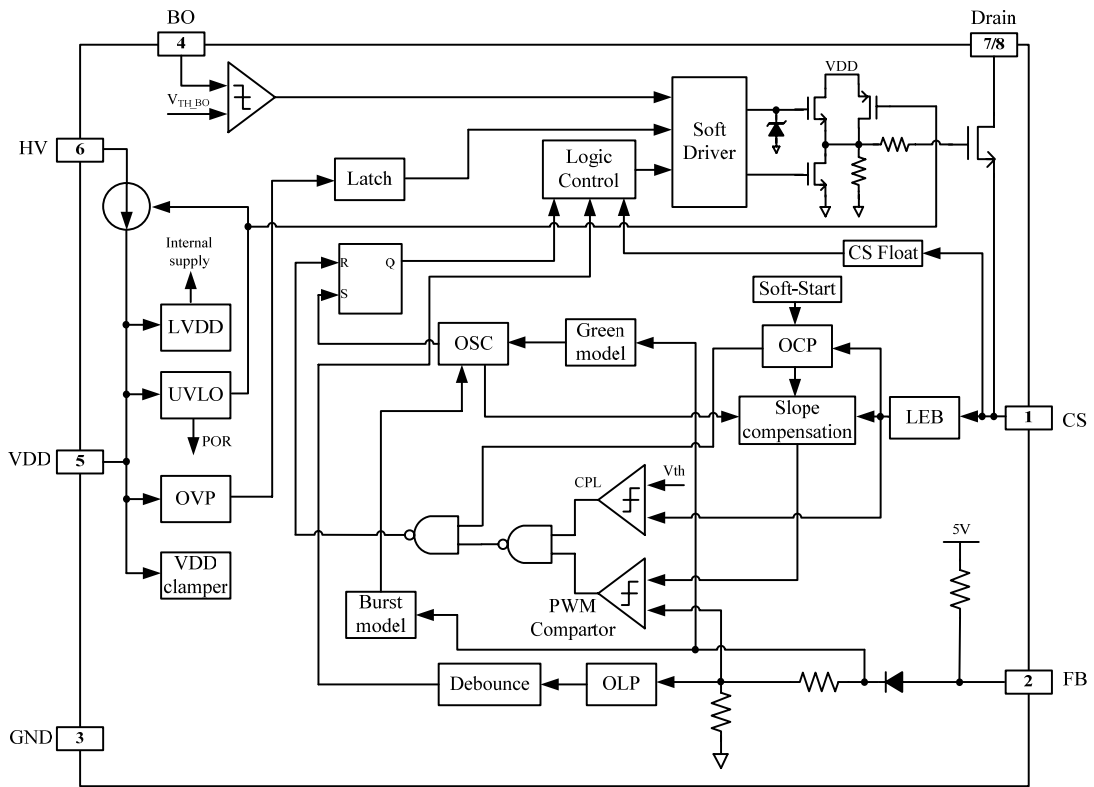 BO
4
Drain
7/8
VTH_BO
VDD
HV
6
Soft
Driver
Logic
Control
Latch
Internal
supply
R
Q
S
CS Float
Soft-Start
LVDD
OSC
Green
model
OCP
UVLO
Slope
compensation
LEB
1
CS
POR
VDD
5
OVP
CPL
Vth
5V
VDD
clamper
Burst
model
PWM
Compartor
Debounce
OLP
2
FB
GND
3